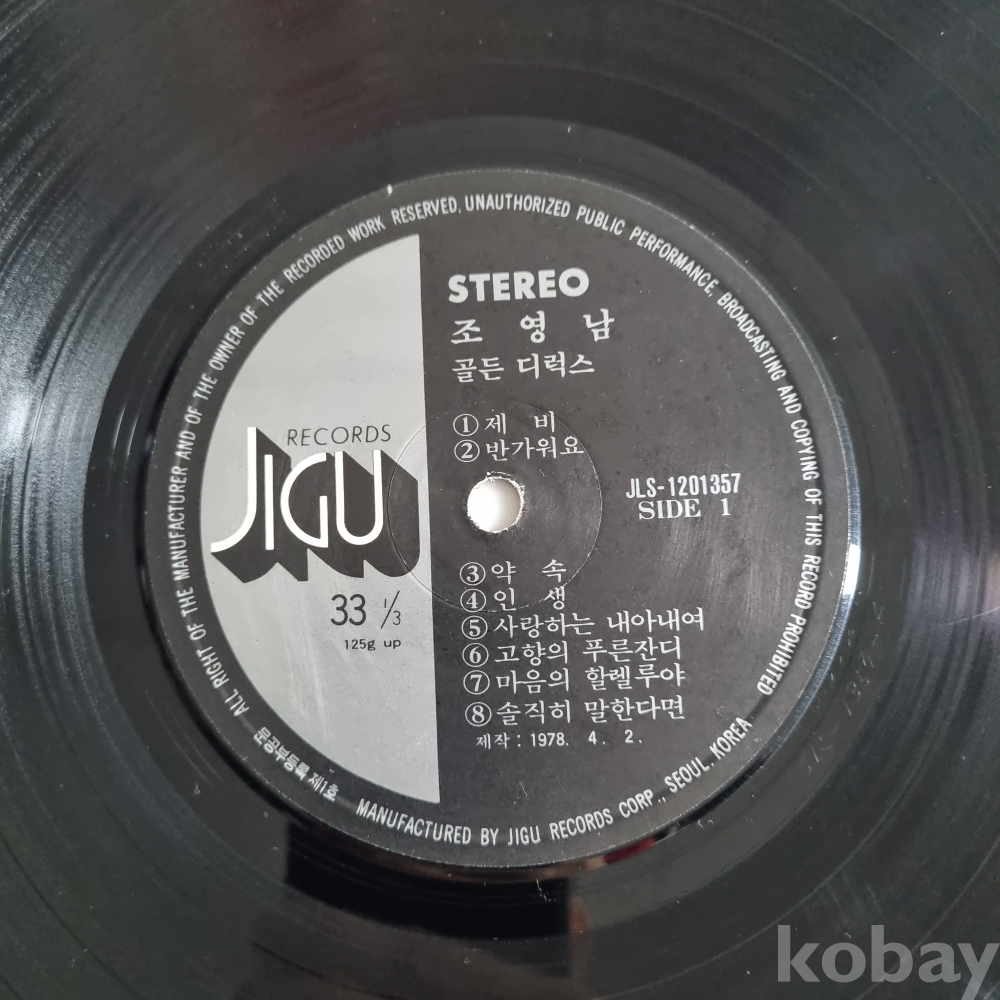 ALL RIGHT OF THE MANUFACTURER AND OF THE OWNER OF THE RECORDED WORK RESERVED, UNAUTHORIZED PUBLIC PERFORMANCE, BROADCASTING AND COPYING OF THIS RECORD PROHIBITED
STEREO
조 영 남
골든 디럭스
① 제 비
② 반가워요
RECORDS
JIGU
JLS-1201357
SIDE 1
33 1/3
125g up
③ 약 속
④ 인 생
⑤ 사랑하는 내아내여
⑥ 고향의 푸른잔디
⑦ 마음의 할렐루야
⑧ 솔직히 말한다면
제작 : 1978. 4. 2.
문공부등록 제1호 MANUFACTURED BY JIGU RECORDS CORP., SEOUL, KOREA
kobay